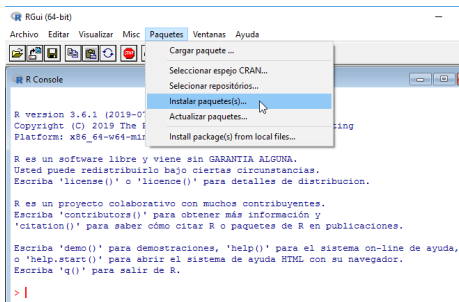 RGui (64-bit)
Archivo Editar Visualizar Misc Paquetes Ventanas Ayuda
Cargar paquete ...
Seleccionar espejo CRAN...
Selecionar repositórios...
Instalar paquetes(s)...
Actualizar paquetes...
Install package(s) from local files...
R Console
R version 3.6.1 (2019-07
Copyright (C) 2019 The R ting
Platform: x86_64-w64-min
R es un software libre y viene sin GARANTIA ALGUNA.
Usted puede redistribuirlo bajo ciertas circunstancias.
Escriba 'license()' o 'licence()' para detalles de distribucion.
R es un proyecto colaborativo con muchos contribuyentes.
Escriba 'contributors()' para obtener más información y
'citation()' para saber cómo citar R o paquetes de R en publicaciones.
Escriba 'demo()' para demostraciones, 'help()' para el sistema on-line de ayuda,
o 'help.start()' para abrir el sistema de ayuda HTML con su navegador.
Escriba 'q()' para salir de R.
>